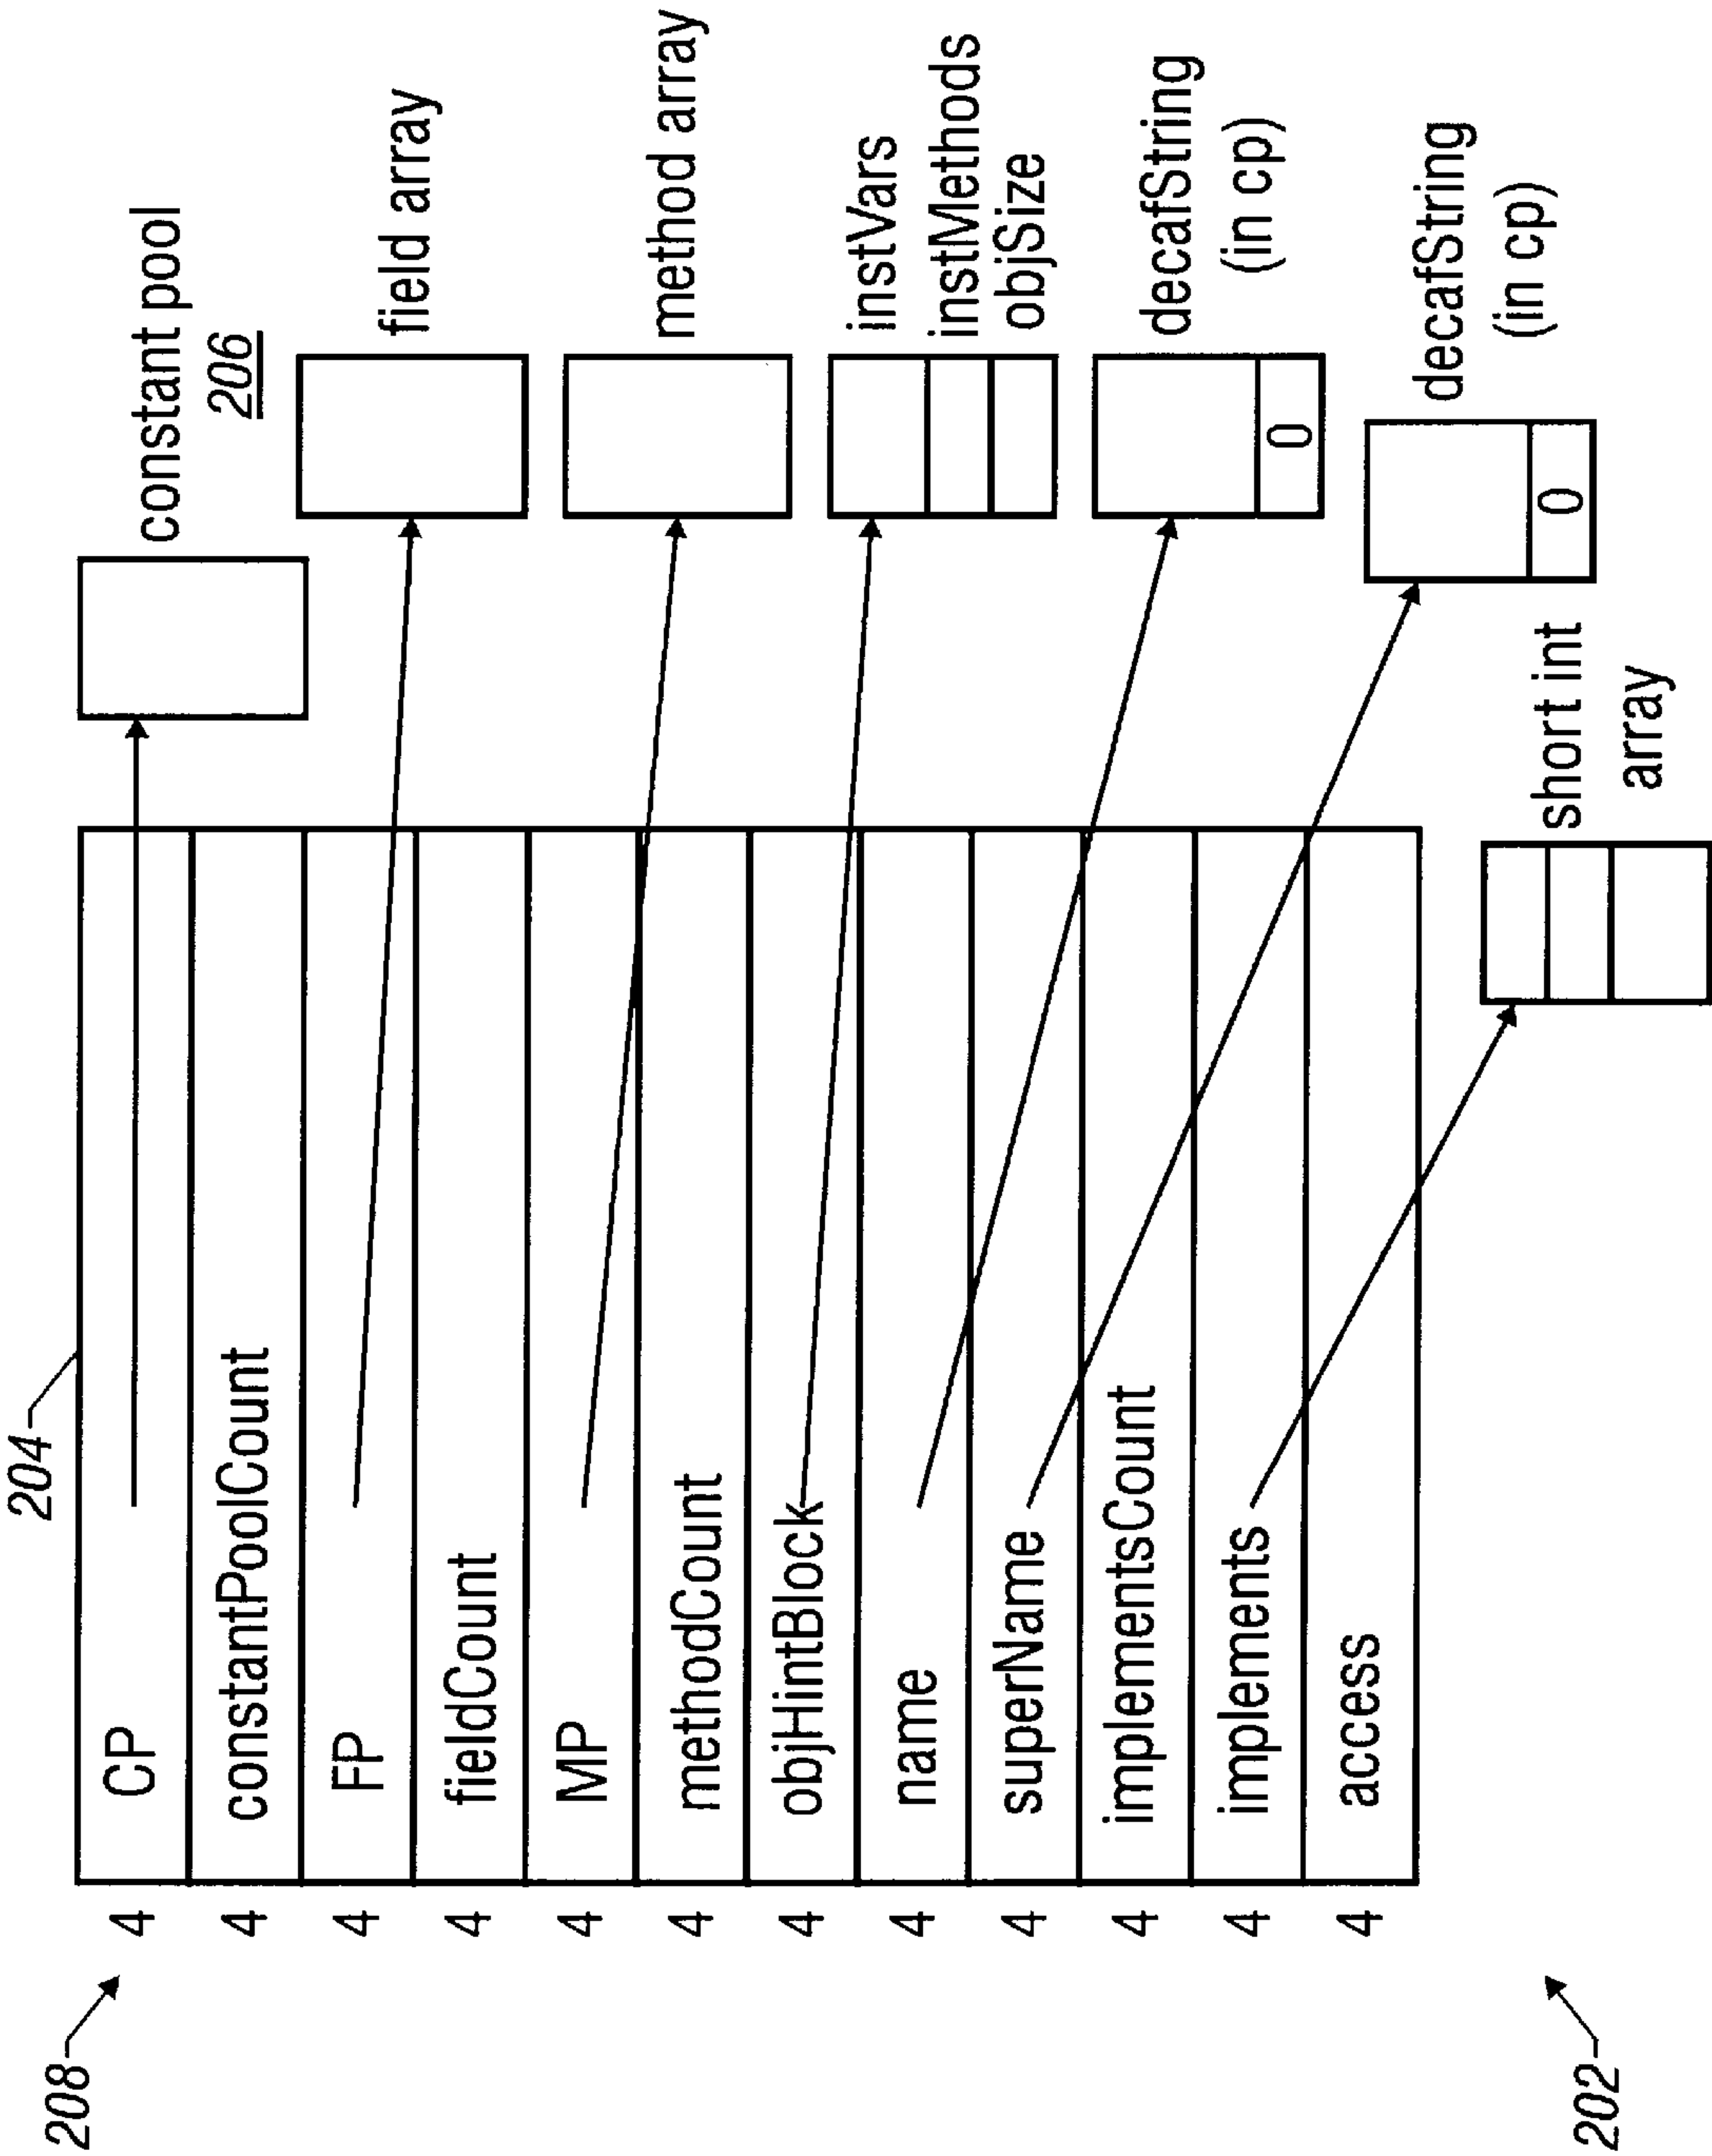 204
208
4 CP
4 constantPoolCount
4 FP
4 fieldCount
4 MP
4 methodCount
4 objHintBlock
4 name
4 superName
4 implementsCount
4 implements
4 access
202
constant pool
206
field array
method array
instVars
instMethods
objSize
decafString
(in cp)
0
decafString
(in cp)
0
short int
array